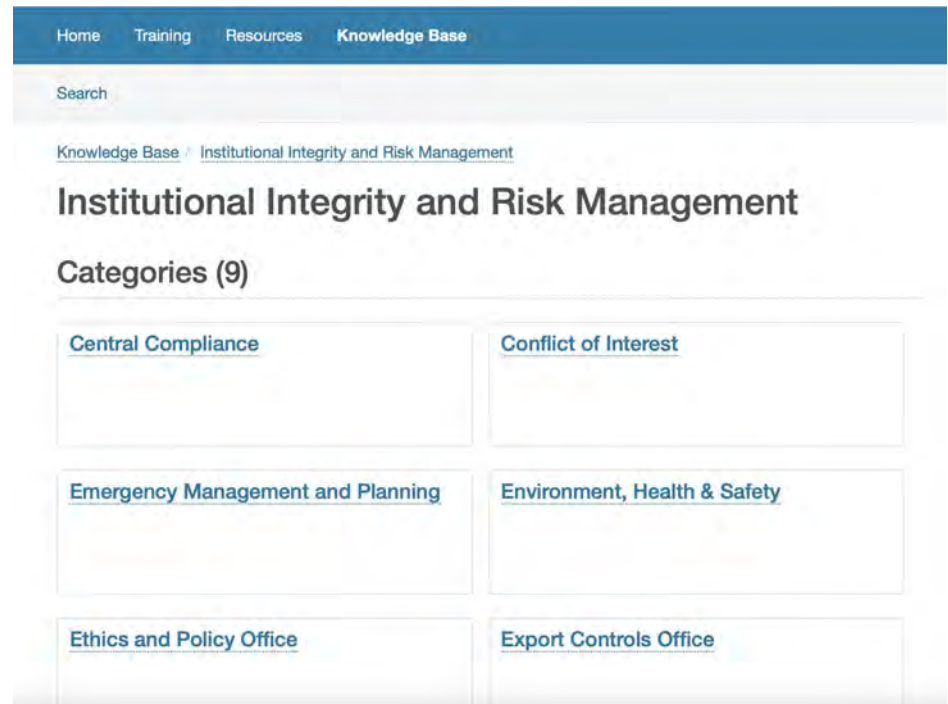 Home Training Resources Knowledge Base
Search
Knowledge Base / Institutional Integrity and Risk Management
Institutional Integrity and Risk Management
Categories (9)
Central Compliance Conflict of Interest
Emergency Management and Planning Environment, Health & Safety
Ethics and Policy Office Export Controls Office